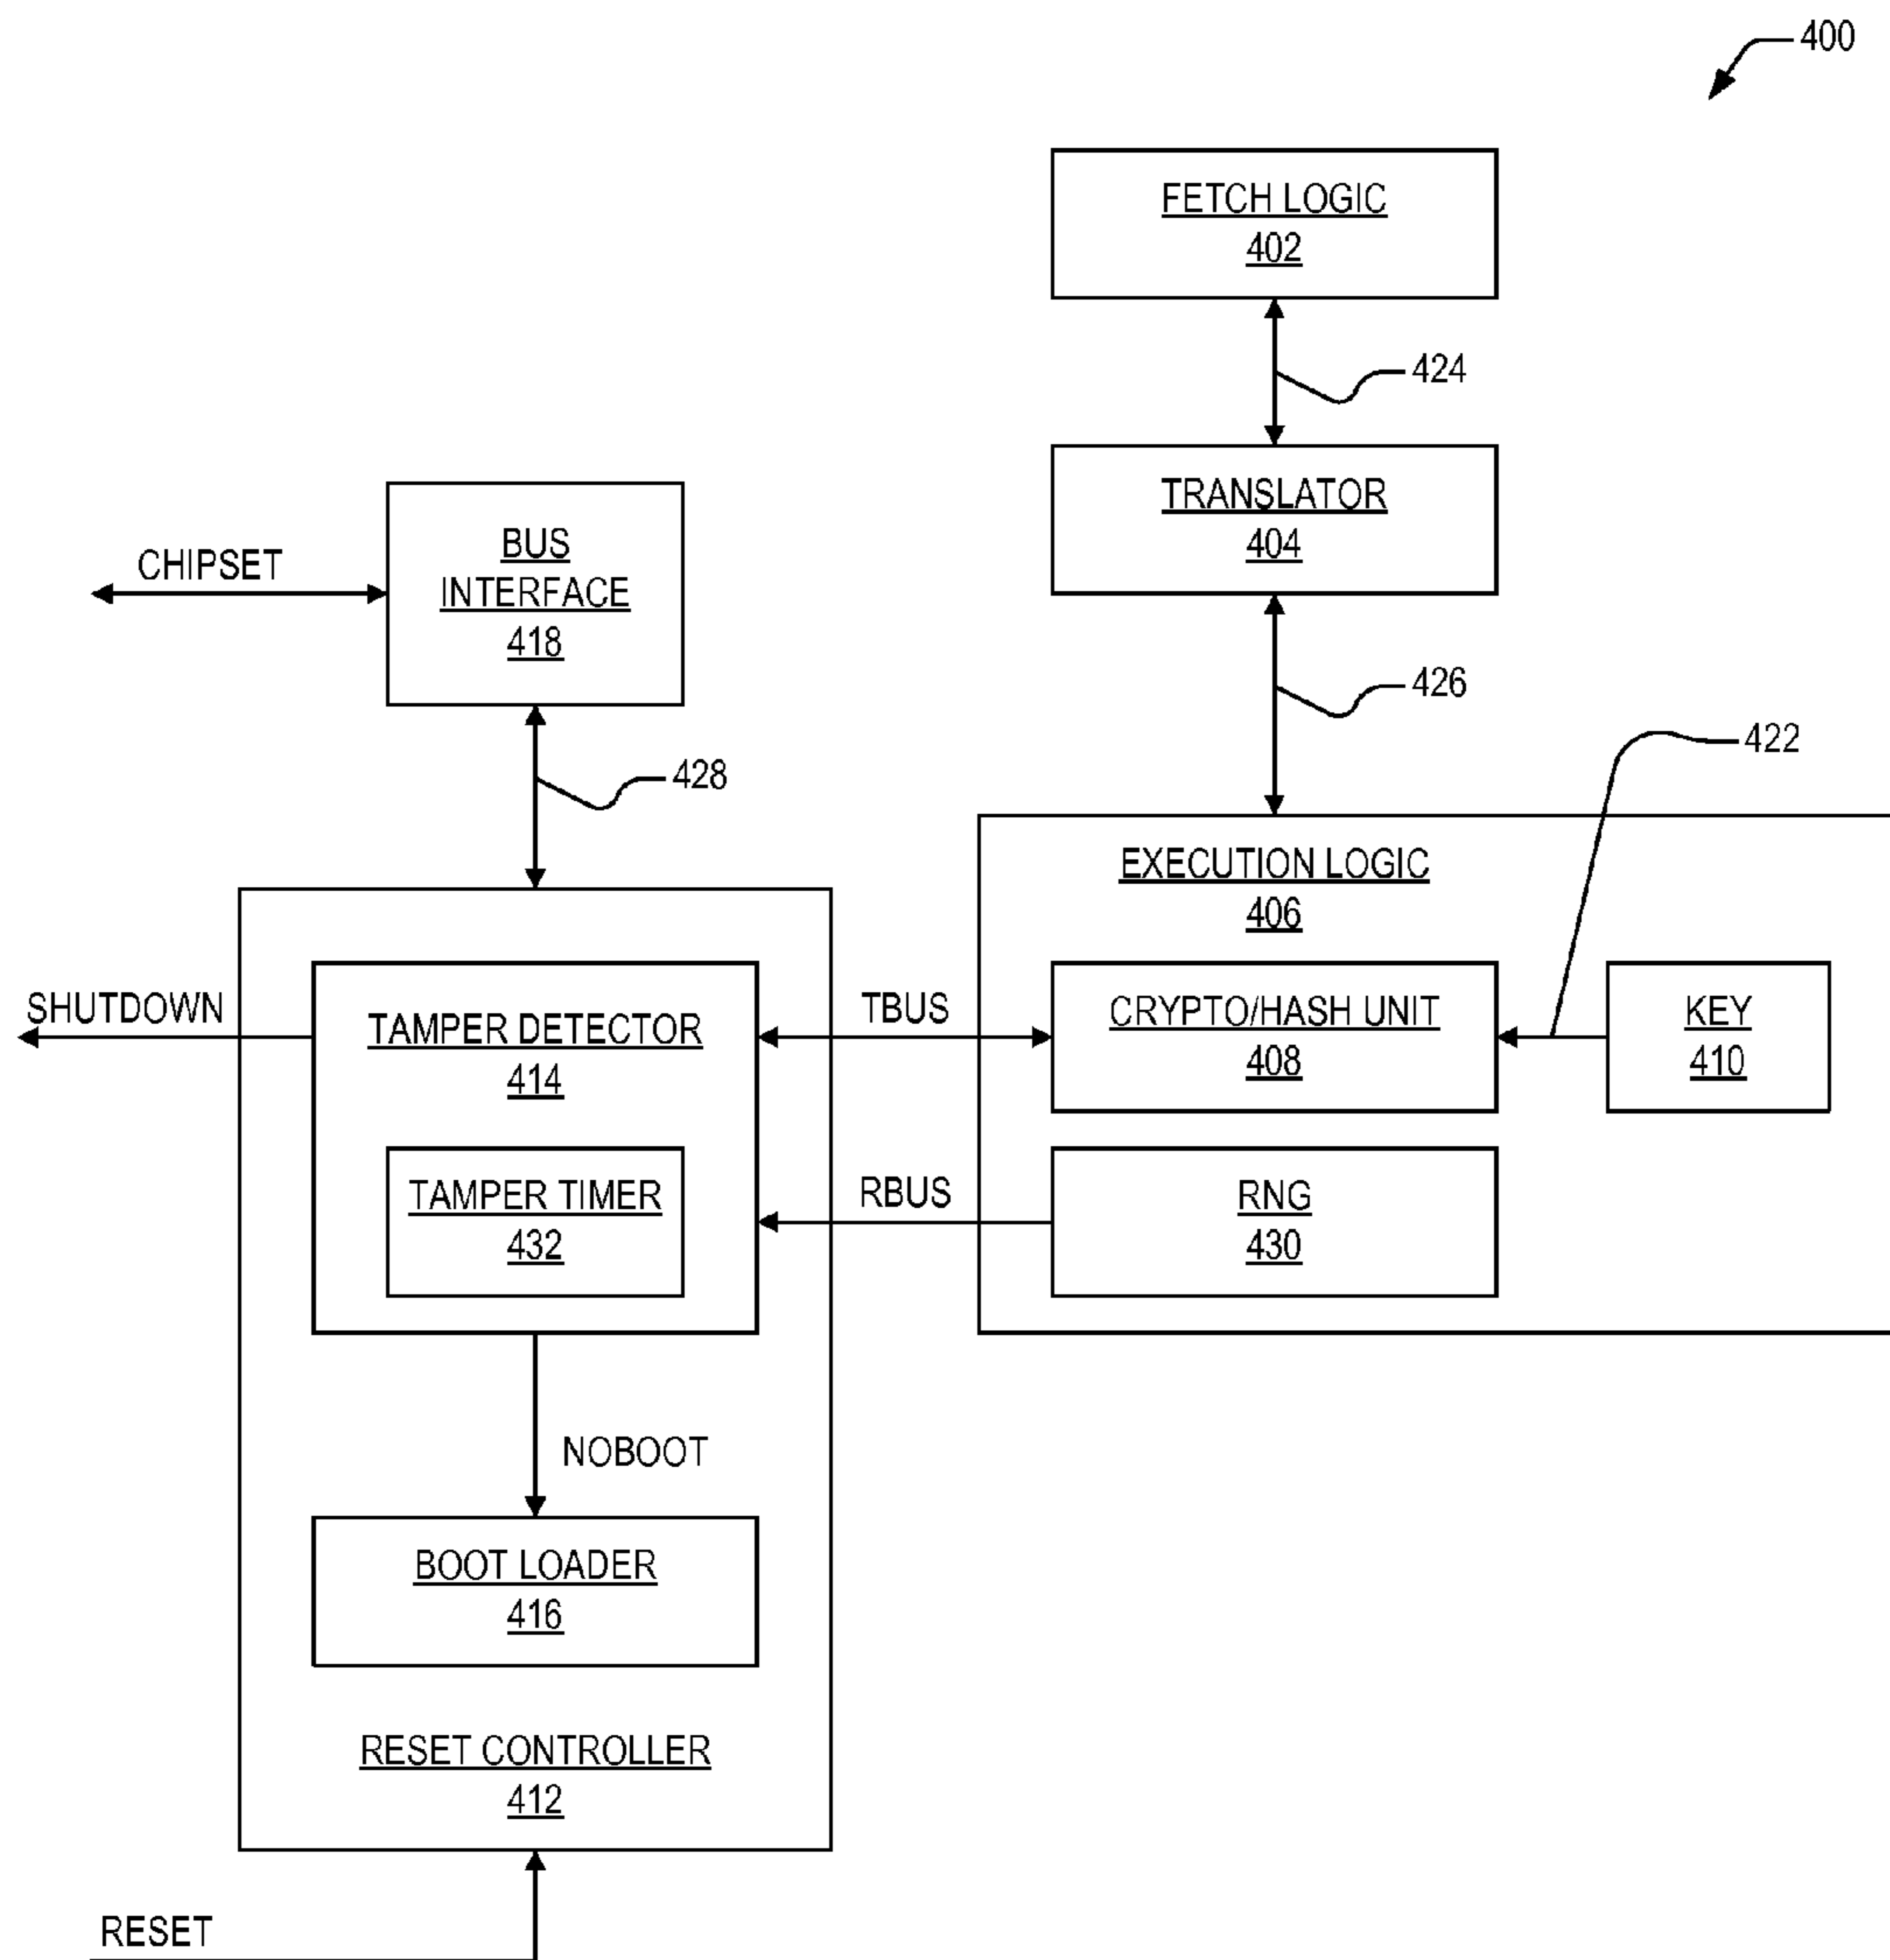 400
FETCH LOGIC
402
424
TRANSLATOR
404
BUS
INTERFACE
418
CHIPSET
426
422
428
EXECUTION LOGIC
406
SHUTDOWN
TAMPER DETECTOR
414
TBUS
CRYPTO/HASH UNIT
408
KEY
410
TAMPER TIMER
432
RBUS
RNG
430
NOBOOT
BOOT LOADER
416
RESET CONTROLLER
412
RESET